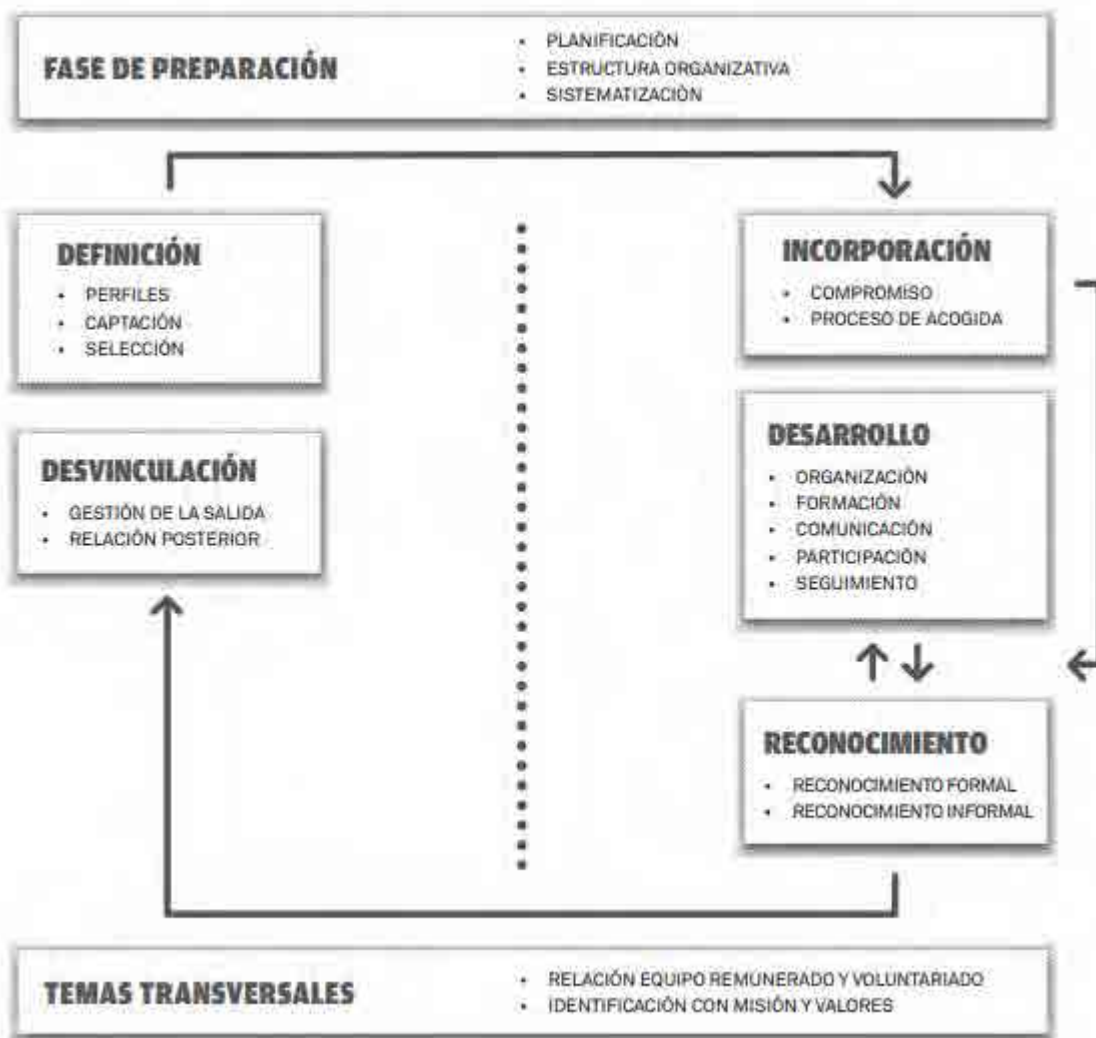 FASE DE PREPARACIÓN
• PLANIFICACIÓN
• ESTRUCTURA ORGANIZATIVA
• SISTEMATIZACIÓN
DEFINICIÓN
• PERFILES
• CAPTACIÓN
• SELECCIÓN
DESVINCULACIÓN
• GESTIÓN DE LA SALIDA
• RELACIÓN POSTERIOR
INCORPORACIÓN
• COMPROMISO
• PROCESO DE ACOGIDA
DESARROLLO
• ORGANIZACIÓN
• FORMACIÓN
• COMUNICACIÓN
• PARTICIPACIÓN
• SEGUIMIENTO
RECONOCIMIENTO
• RECONOCIMIENTO FORMAL
• RECONOCIMIENTO INFORMAL
TEMAS TRANSVERSALES
• RELACIÓN EQUIPO REMUNERADO Y VOLUNTARIADO
• IDENTIFICACIÓN CON MISIÓN Y VALORES